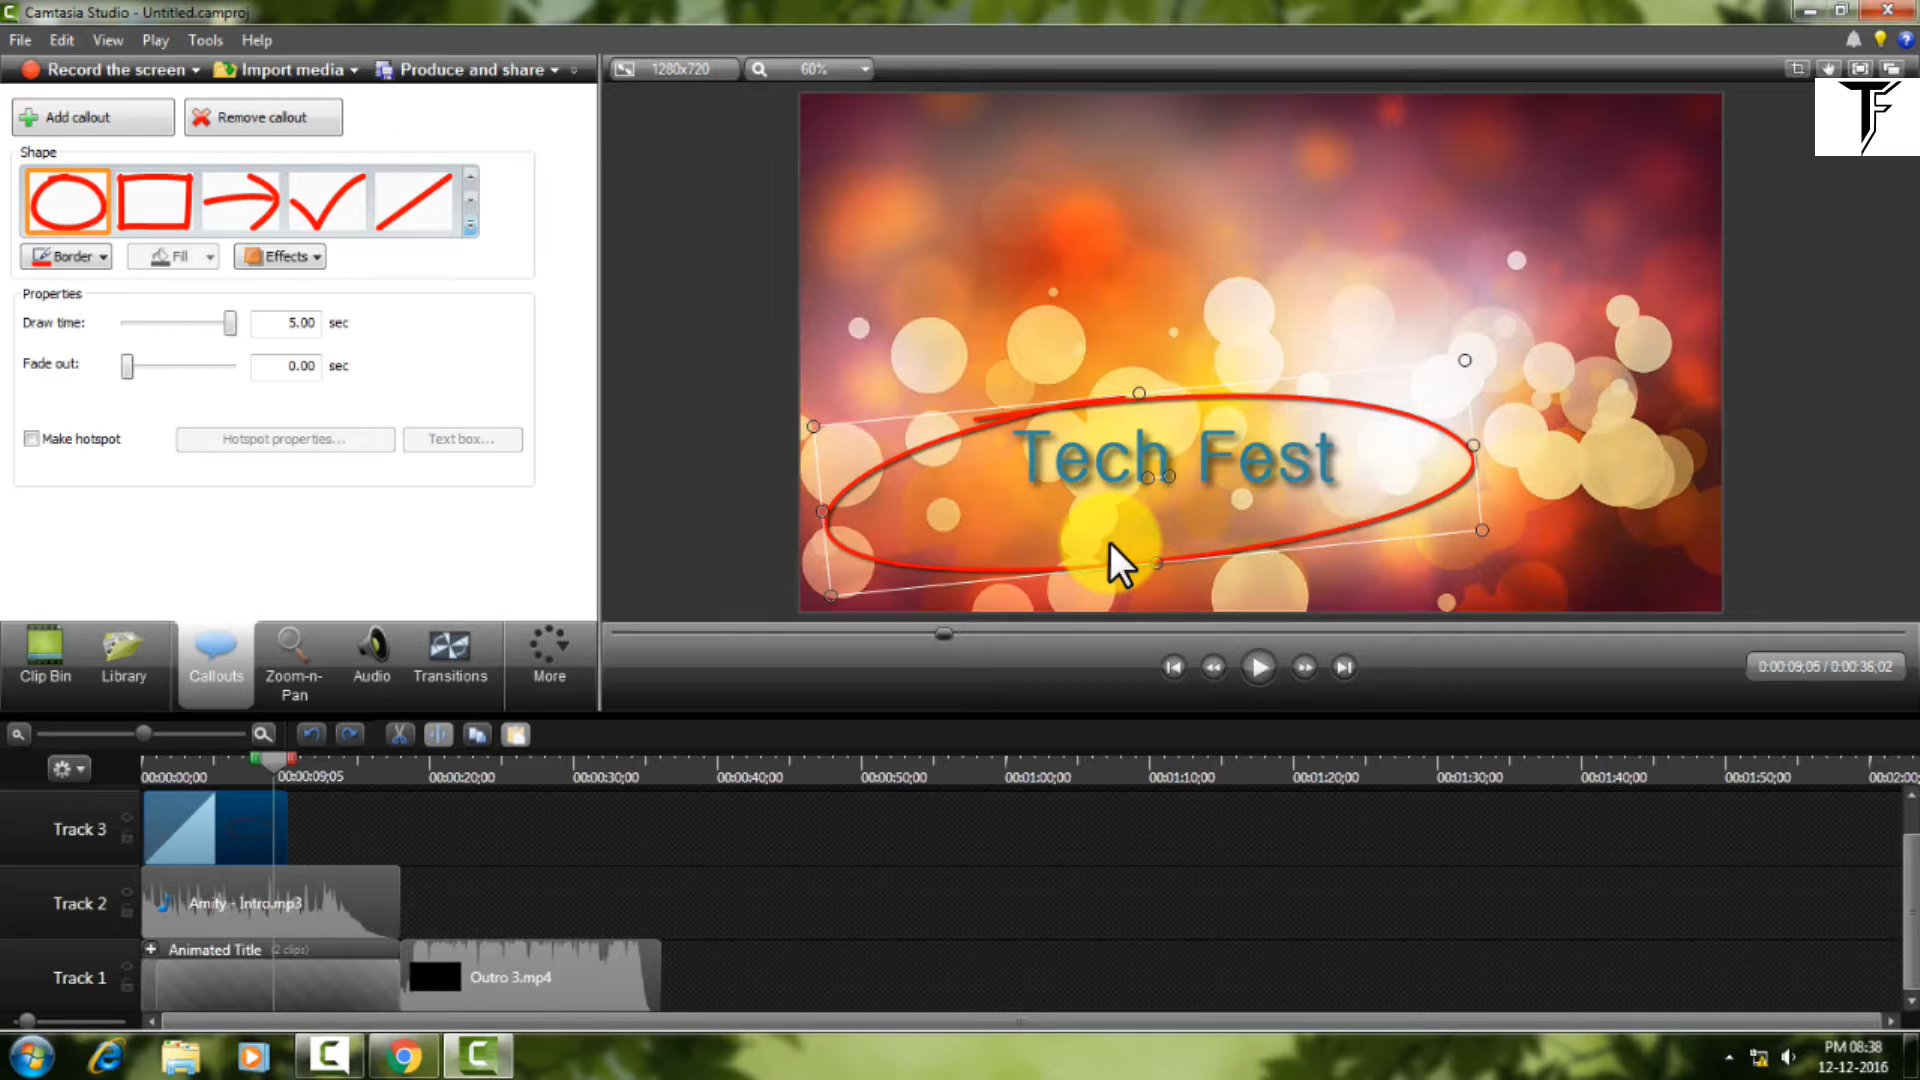 Camtasia Studio - Untitled.camproj
File Edit View Play Tools Help
Record the screen Import media Produce and share 1280x720 60%
TF
Add callout Remove callout
Shape
Border Fill Effects
Properties
Draw time: 5.00 sec
Fade out: 0.00 sec
Make hotspot Hotspot properties... Text box...
Tech Fest
Clip Bin Library Callouts Zoom-n-Pan Audio Transitions More
0:00:09;05 / 0:00:36;02
00:00:00;00 00:00:09;05 00:00:20;00 00:00:30;00 00:00:40;00 00:00:50;00 00:01:00;00 00:01:10;00 00:01:20;00 00:01:30;00 00:01:40;00 00:01:50;00 00:02:00;
Track 3
Track 2 Amity - Intro.mp3
Animated Title (2 clips)
Track 1 Outro 3.mp4
PM 08:38
12-12-2016